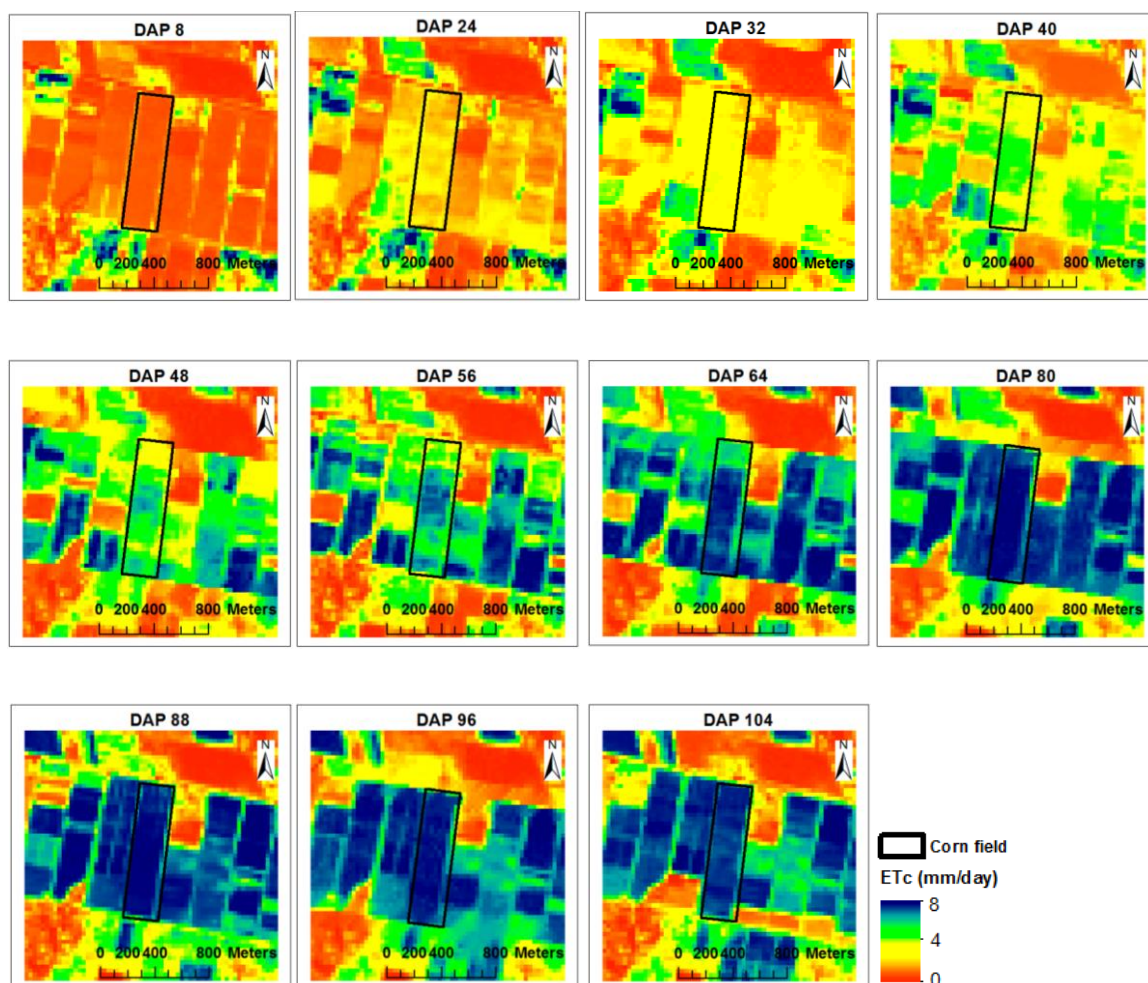 DAP 8
N
0 200 400 800 Meters
DAP 24
N
0 200 400 800 Meters
DAP 32
N
0 200 400 800 Meters
DAP 40
N
0 200 400 800 Meters
DAP 48
N
0 200 400 800 Meters
DAP 56
N
0 200 400 800 Meters
DAP 64
N
0 200 400 800 Meters
DAP 80
N
0 200 400 800 Meters
DAP 88
N
0 200 400 800 Meters
DAP 96
N
0 200 400 800 Meters
DAP 104
N
0 200 400 800 Meters
Corn field
ETc (mm/day)
8
4
0